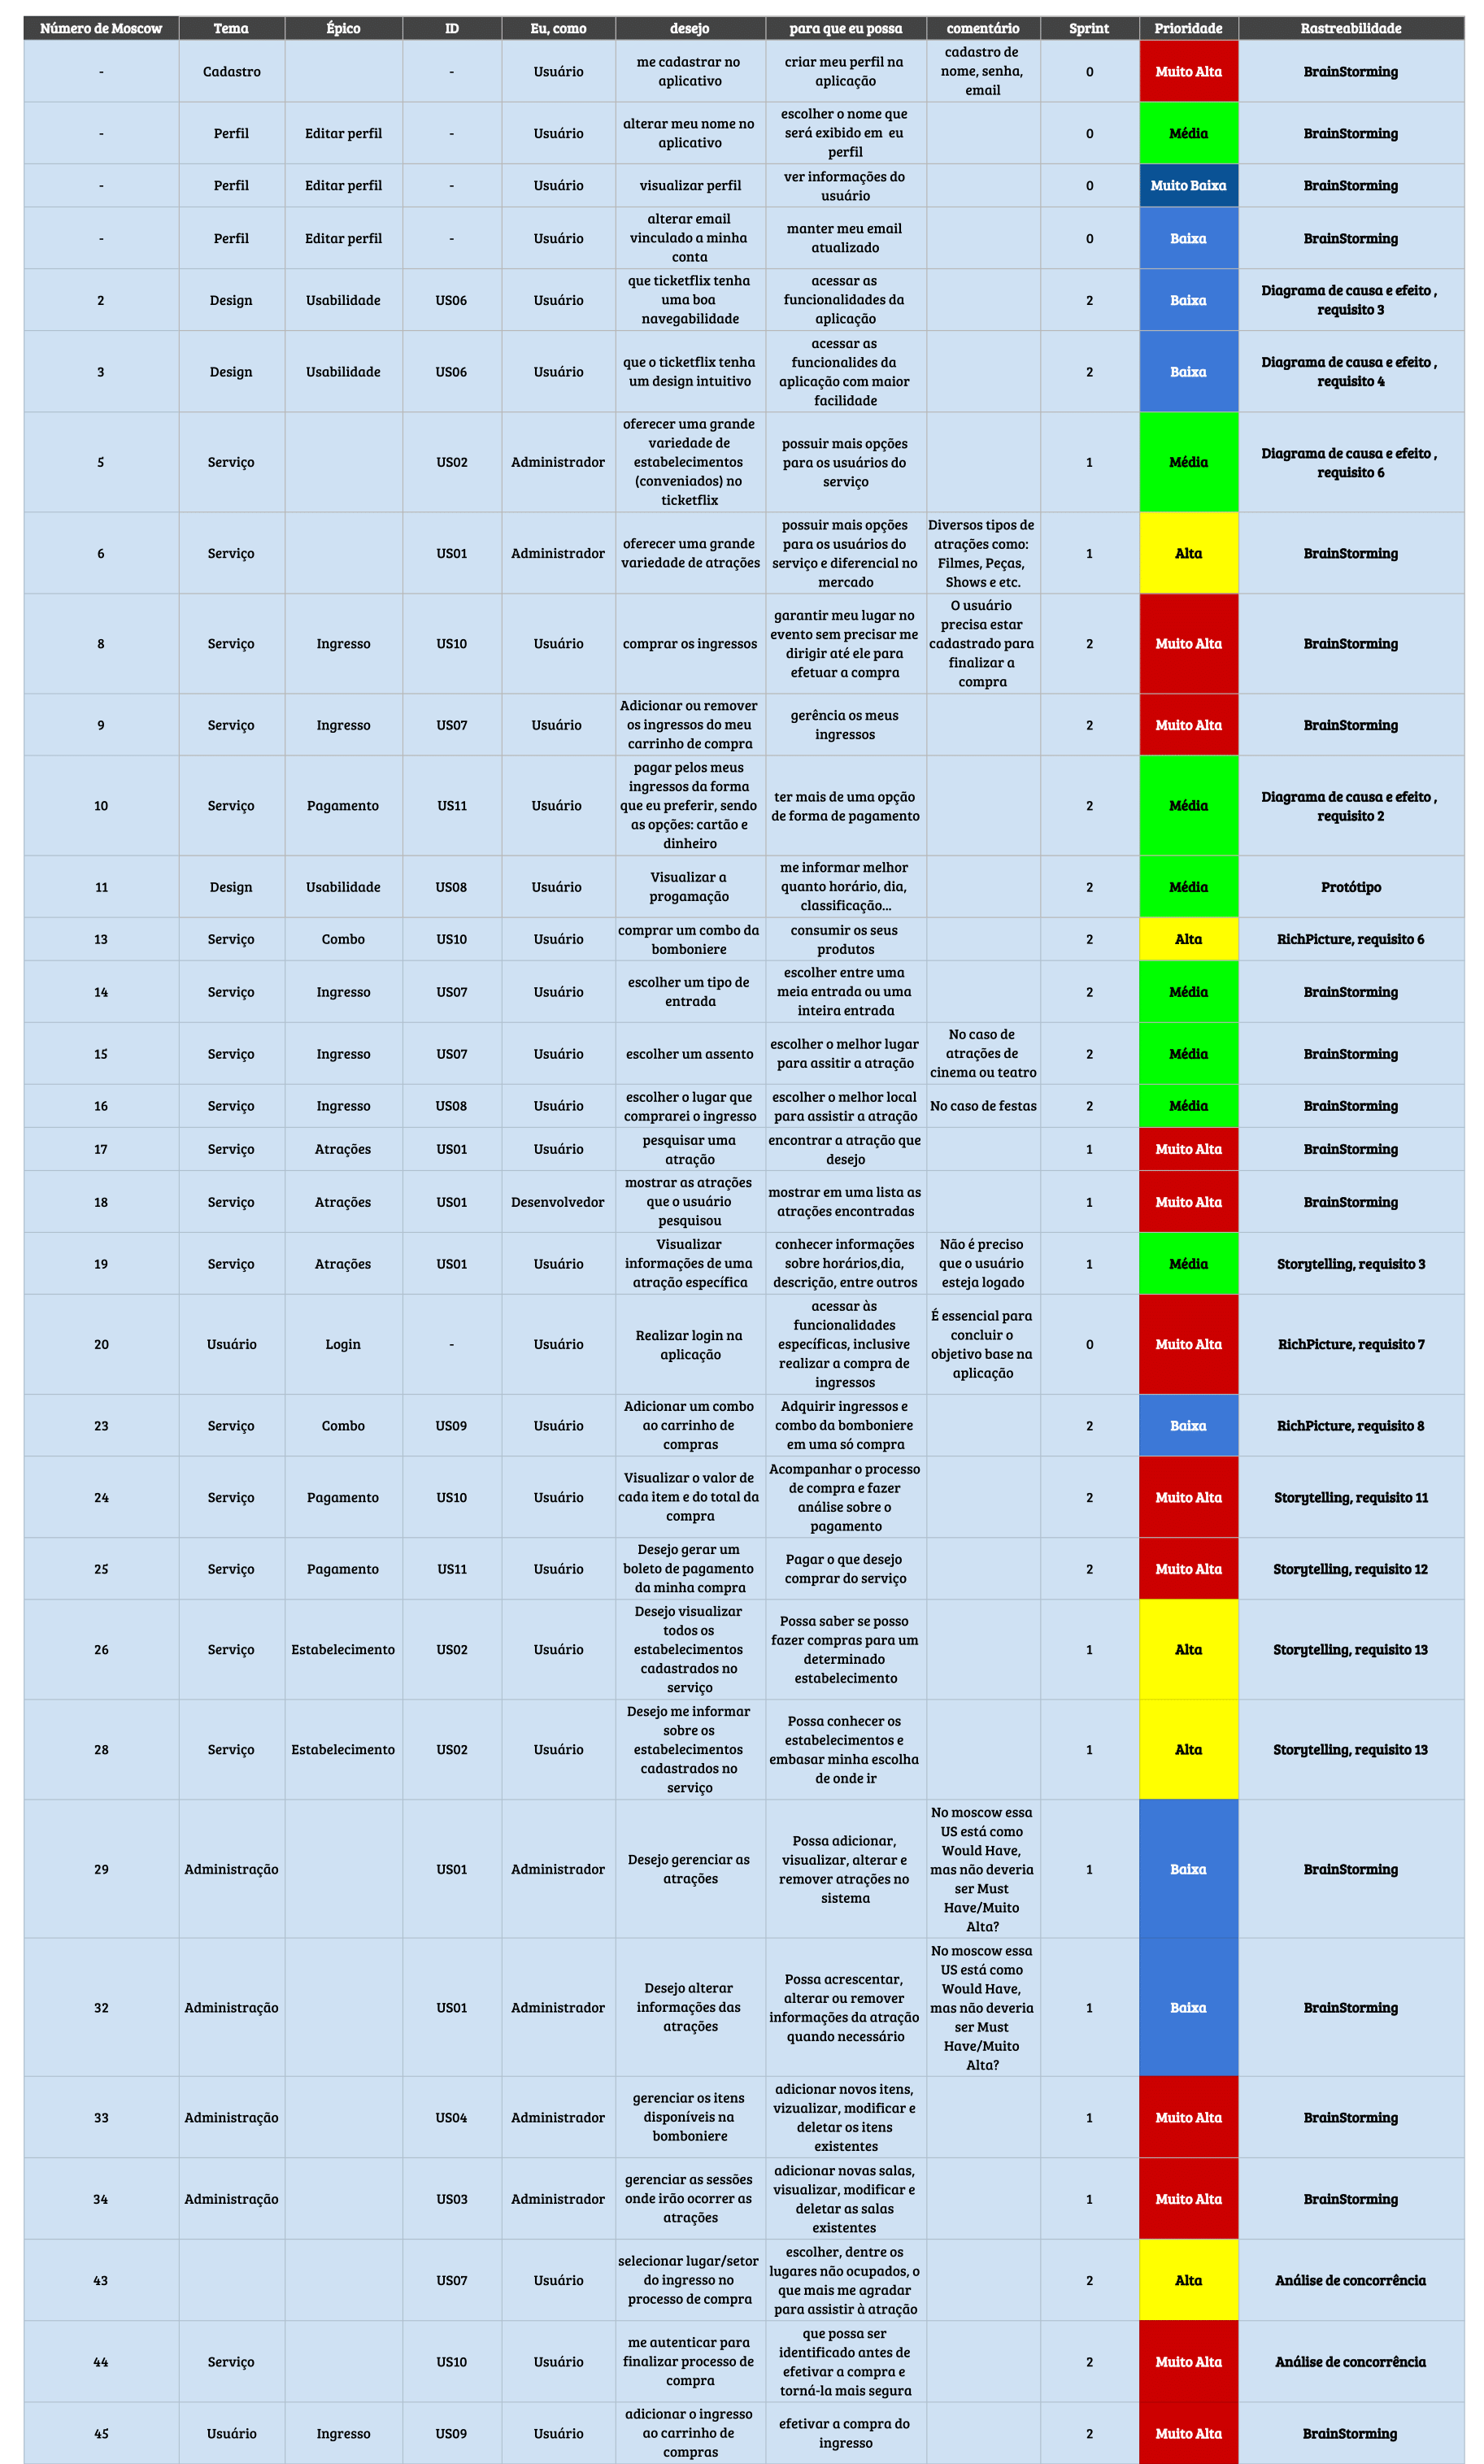 Número de Moscow Tema Épico ID Eu, como desejo para que eu possa comentário Sprint Prioridade Rastreabilidade
- Cadastro - Usuário me cadastrar no aplicativo criar meu perfil na aplicação cadastro de nome, senha, email 0 Muito Alta BrainStorming
- Perfil Editar perfil - Usuário alterar meu nome no aplicativo escolher o nome que será exibido em eu perfil 0 Média BrainStorming
- Perfil Editar perfil - Usuário visualizar perfil ver informações do usuário 0 Muito Baixa BrainStorming
- Perfil Editar perfil - Usuário alterar email vinculado a minha conta manter meu email atualizado 0 Baixa BrainStorming
2 Design Usabilidade US06 Usuário que ticketflix tenha uma boa navegabilidade acessar as funcionalidades da aplicação 2 Baixa Diagrama de causa e efeito , requisito 3
3 Design Usabilidade US06 Usuário que o ticketflix tenha um design intuitivo acessar as funcionalides da aplicação com maior facilidade 2 Baixa Diagrama de causa e efeito , requisito 4
5 Serviço US02 Administrador oferecer uma grande variedade de estabelecimentos (conveniados) no ticketflix possuir mais opções para os usuários do serviço 1 Média Diagrama de causa e efeito , requisito 6
6 Serviço US01 Administrador oferecer uma grande variedade de atrações possuir mais opções para os usuários do serviço e diferencial no mercado Diversos tipos de atrações como: Filmes, Peças, Shows e etc. 1 Alta BrainStorming
8 Serviço Ingresso US10 Usuário comprar os ingressos garantir meu lugar no evento sem precisar me dirigir até ele para efetuar a compra O usuário precisa estar cadastrado para finalizar a compra 2 Muito Alta BrainStorming
9 Serviço Ingresso US07 Usuário Adicionar ou remover os ingressos do meu carrinho de compra gerência os meus ingressos 2 Muito Alta BrainStorming
10 Serviço Pagamento US11 Usuário pagar pelos meus ingressos da forma que eu preferir, sendo as opções: cartão e dinheiro ter mais de uma opção de forma de pagamento 2 Média Diagrama de causa e efeito , requisito 2
11 Design Usabilidade US08 Usuário Visualizar a progamação me informar melhor quanto horário, dia, classificação... 2 Média Protótipo
13 Serviço Combo US10 Usuário comprar um combo da bomboniere consumir os seus produtos 2 Alta RichPicture, requisito 6
14 Serviço Ingresso US07 Usuário escolher um tipo de entrada escolher entre uma meia entrada ou uma inteira entrada 2 Média BrainStorming
15 Serviço Ingresso US07 Usuário escolher um assento escolher o melhor lugar para assitir a atração No caso de atrações de cinema ou teatro 2 Média BrainStorming
16 Serviço Ingresso US08 Usuário escolher o lugar que comprarei o ingresso escolher o melhor local para assistir a atração No caso de festas 2 Média BrainStorming
17 Serviço Atrações US01 Usuário pesquisar uma atração encontrar a atração que desejo 1 Muito Alta BrainStorming
18 Serviço Atrações US01 Desenvolvedor mostrar as atrações que o usuário pesquisou mostrar em uma lista as atrações encontradas 1 Muito Alta BrainStorming
19 Serviço Atrações US01 Usuário Visualizar informações de uma atração específica conhecer informações sobre horários,dia, descrição, entre outros Não é preciso que o usuário esteja logado 1 Média Storytelling, requisito 3
20 Usuário Login - Usuário Realizar login na aplicação acessar às funcionalidades específicas, inclusive realizar a compra de ingressos É essencial para concluir o objetivo base na aplicação 0 Muito Alta RichPicture, requisito 7
23 Serviço Combo US09 Usuário Adicionar um combo ao carrinho de compras Adquirir ingressos e combo da bomboniere em uma só compra 2 Baixa RichPicture, requisito 8
24 Serviço Pagamento US10 Usuário Visualizar o valor de cada item e do total da compra Acompanhar o processo de compra e fazer análise sobre o pagamento 2 Muito Alta Storytelling, requisito 11
25 Serviço Pagamento US11 Usuário Desejo gerar um boleto de pagamento da minha compra Pagar o que desejo comprar do serviço 2 Muito Alta Storytelling, requisito 12
26 Serviço Estabelecimento US02 Usuário Desejo visualizar todos os estabelecimentos cadastrados no serviço Possa saber se posso fazer compras para um determinado estabelecimento 1 Alta Storytelling, requisito 13
28 Serviço Estabelecimento US02 Usuário Desejo me informar sobre os estabelecimentos cadastrados no serviço Possa conhecer os estabelecimentos e embasar minha escolha de onde ir 1 Alta Storytelling, requisito 13
29 Administração US01 Administrador Desejo gerenciar as atrações Possa adicionar, visualizar, alterar e remover atrações no sistema No moscow essa US está como Would Have, mas não deveria ser Must Have/Muito Alta? 1 Baixa BrainStorming
32 Administração US01 Administrador Desejo alterar informações das atrações Possa acrescentar, alterar ou remover informações da atração quando necessário No moscow essa US está como Would Have, mas não deveria ser Must Have/Muito Alta? 1 Baixa BrainStorming
33 Administração US04 Administrador gerenciar os itens disponíveis na bomboniere adicionar novos itens, vizualizar, modificar e deletar os itens existentes 1 Muito Alta BrainStorming
34 Administração US03 Administrador gerenciar as sessões onde irão ocorrer as atrações adicionar novas salas, visualizar, modificar e deletar as salas existentes 1 Muito Alta BrainStorming
43 US07 Usuário selecionar lugar/setor do ingresso no processo de compra escolher, dentre os lugares não ocupados, o que mais me agradar para assistir à atração 2 Alta Análise de concorrência
44 Serviço US10 Usuário me autenticar para finalizar processo de compra que possa ser identificado antes de efetivar a compra e torná-la mais segura 2 Muito Alta Análise de concorrência
45 Usuário Ingresso US09 Usuário adicionar o ingresso ao carrinho de compras efetivar a compra do ingresso 2 Muito Alta BrainStorming